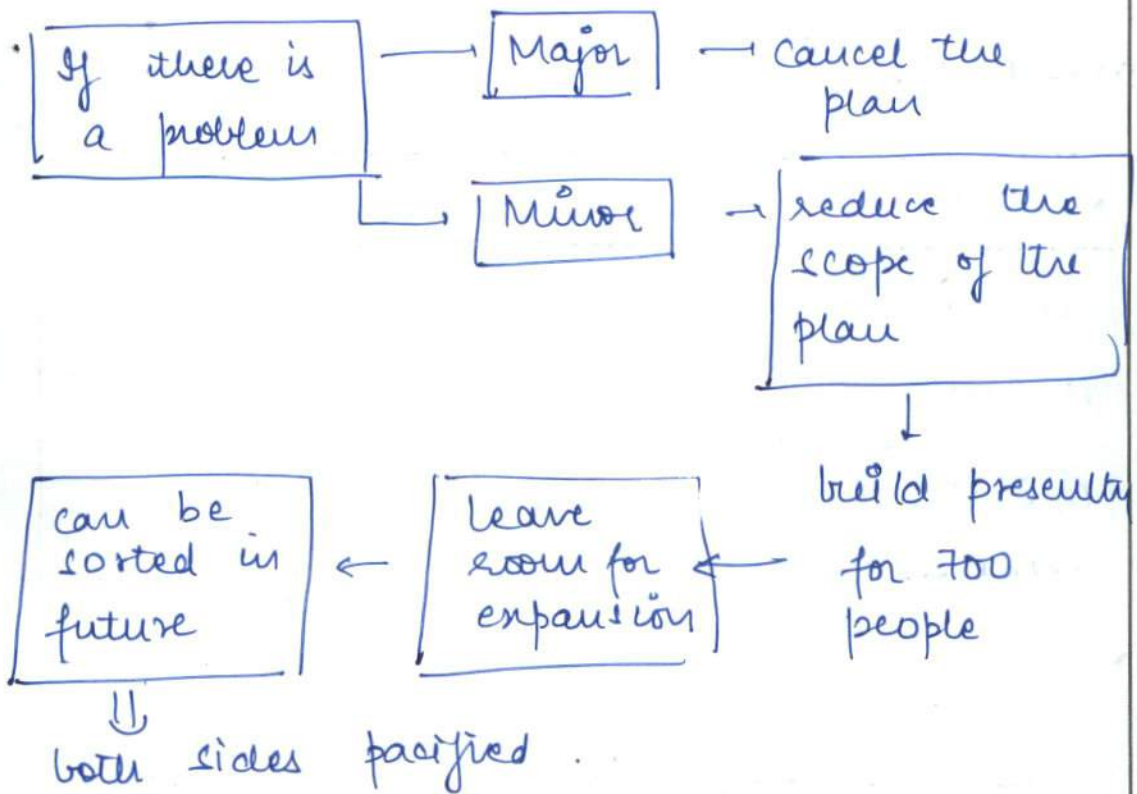 If there is
a problem
Major
cancel the
plan
Minor
reduce the
scope of the
plan
build presently
for 700
people
leave
room for
expansion
can be
sorted in
future
both sides pacified.